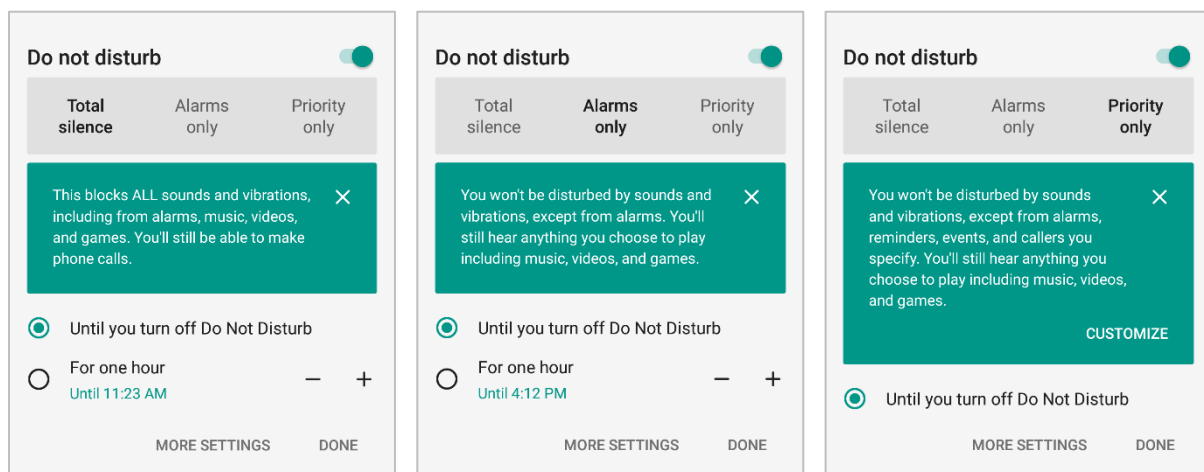 Do not disturb
Total silence
Alarms only
Priority only
This blocks ALL sounds and vibrations,
including from alarms, music, videos,
and games. You'll still be able to make
phone calls.
Until you turn off Do Not Disturb
For one hour
Until 11:23 AM
MORE SETTINGS DONE
Do not disturb
Total silence
Alarms only
Priority only
You won't be disturbed by sounds and
vibrations, except from alarms. You'll
still hear anything you choose to play
including music, videos, and games.
Until you turn off Do Not Disturb
For one hour
Until 4:12 PM
MORE SETTINGS DONE
Do not disturb
Total silence
Alarms only
Priority only
You won't be disturbed by sounds
and vibrations, except from alarms,
reminders, events, and callers you
specify. You'll still hear anything you
choose to play including music, videos,
and games.
CUSTOMIZE
Until you turn off Do Not Disturb
MORE SETTINGS DONE